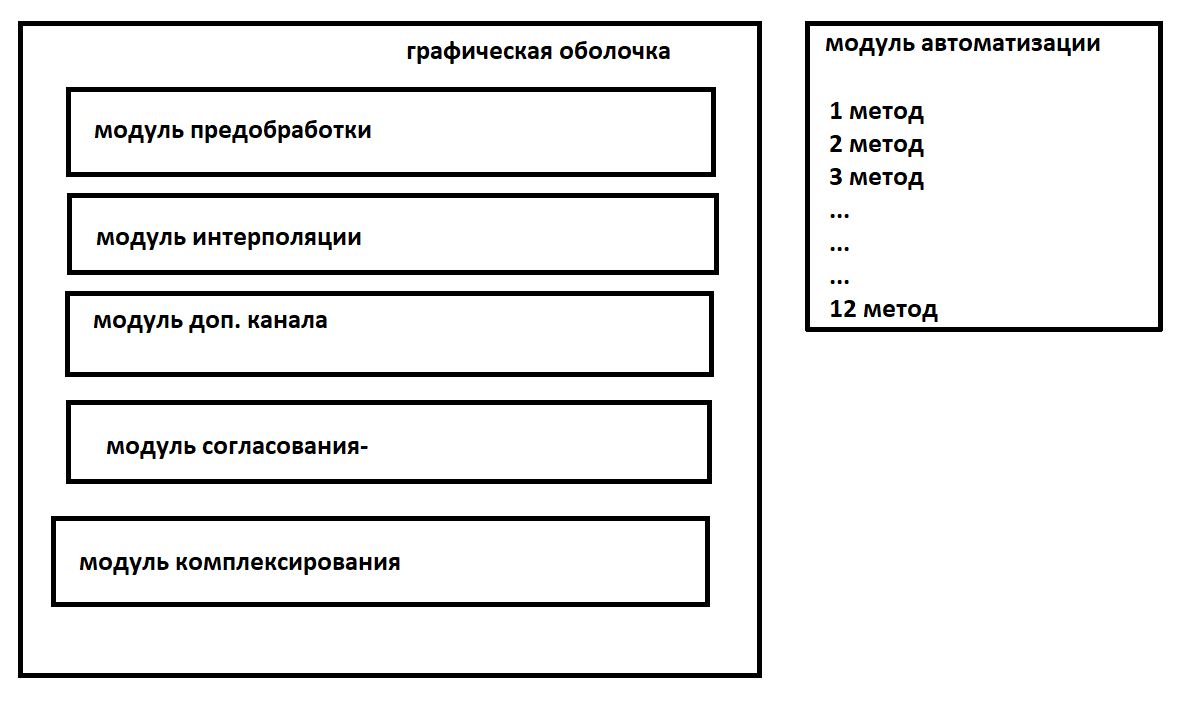 графическая оболочка
модуль предобработки
модуль интерполяции
модуль доп. канала
модуль согласования-
модуль комплексирования
модуль автоматизации
1 метод
2 метод
3 метод
...
...
...
12 метод